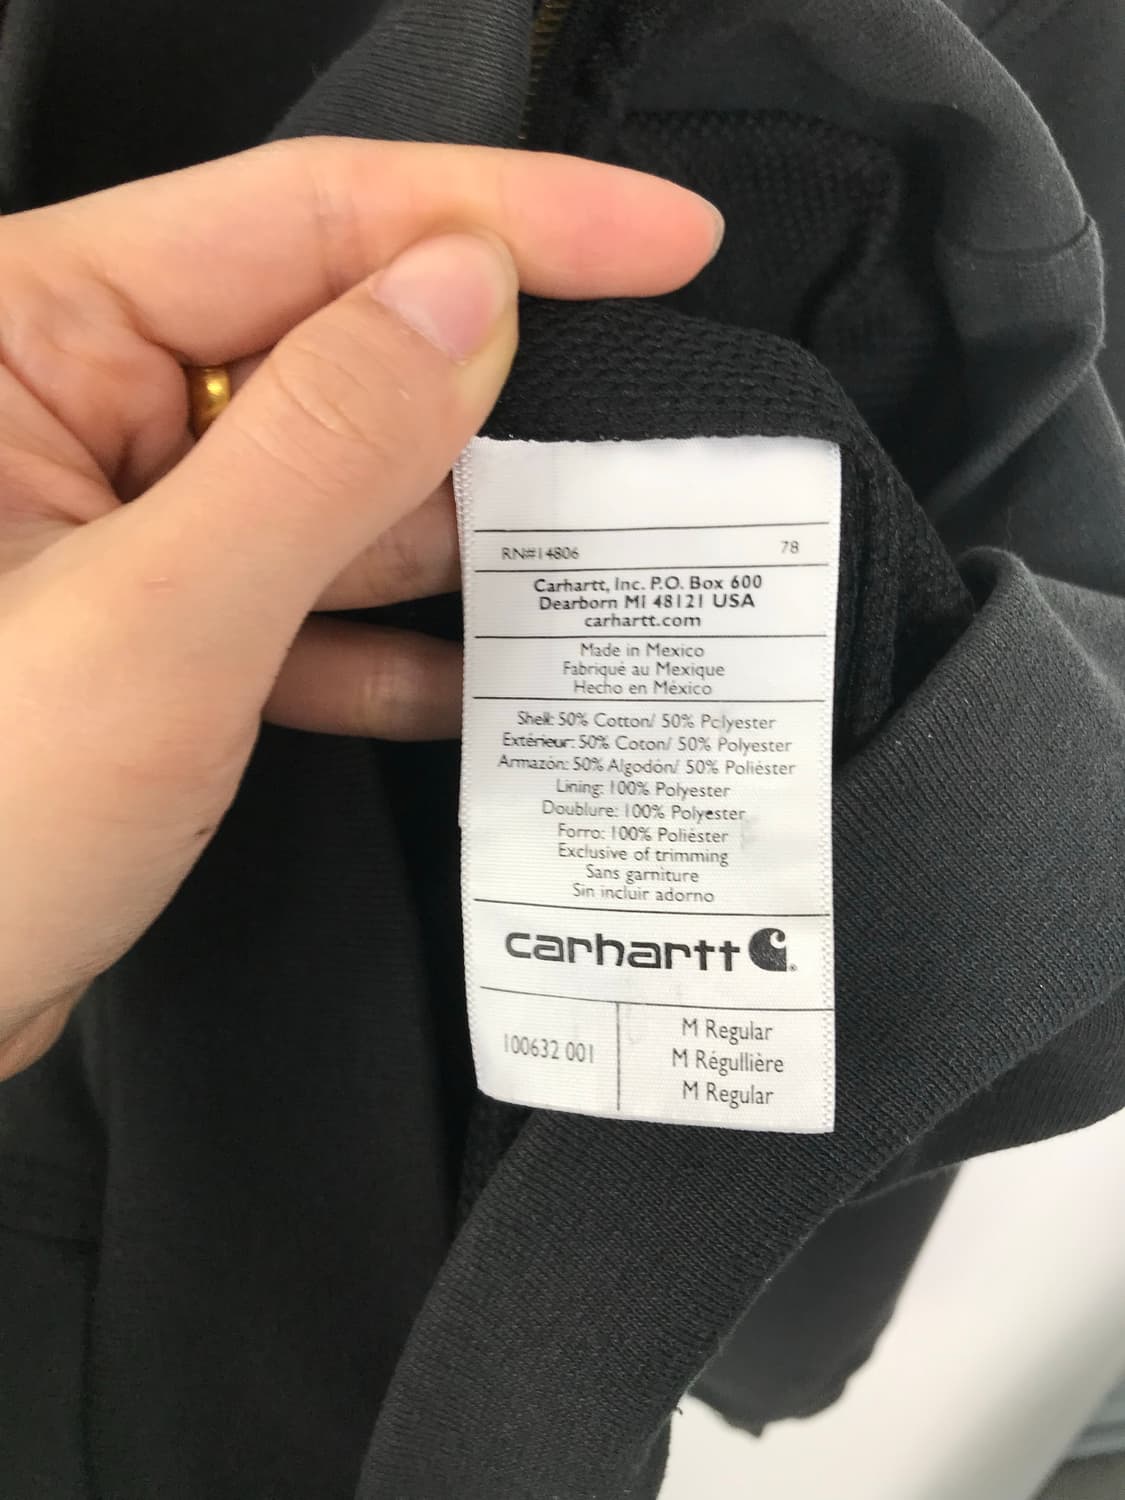 RN#14806 78
Carhartt, Inc. P.O. Box 600
Dearborn MI 48121 USA
carhartt.com
Made in Mexico
Fabriqué au Mexique
Hecho en México
Shell: 50% Cotton/ 50% Polyester
Extérieur: 50% Coton/ 50% Polyester
Armazón: 50% Algodón/ 50% Poliéster
Lining: 100% Polyester
Doublure: 100% Polyester
Forro: 100% Poliéster
Exclusive of trimming
Sans garniture
Sin incluir adorno
carhartt
100632 001
M Regular
M Régullière
M Regular